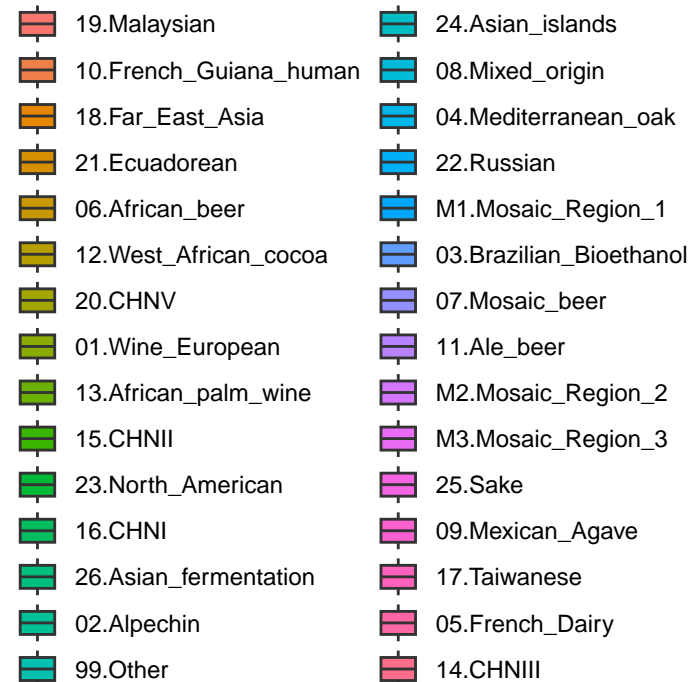 19.Malaysian
10.French_Guiana_human
18.Far_East_Asia
21.Ecuadorean
06.African_beer
12.West_African_cocoa
20.CHNV
01.Wine_European
13.African_palm_wine
15.CHNII
23.North_American
16.CHNI
26.Asian_fermentation
02.Alpechin
99.Other
24.Asian_islands
08.Mixed_origin
04.Mediterranean_oak
22.Russian
M1.Mosaic_Region_1
03.Brazilian_Bioethanol
07.Mosaic_beer
11.Ale_beer
M2.Mosaic_Region_2
M3.Mosaic_Region_3
25.Sake
09.Mexican_Agave
17.Taiwanese
05.French_Dairy
14.CHNIII